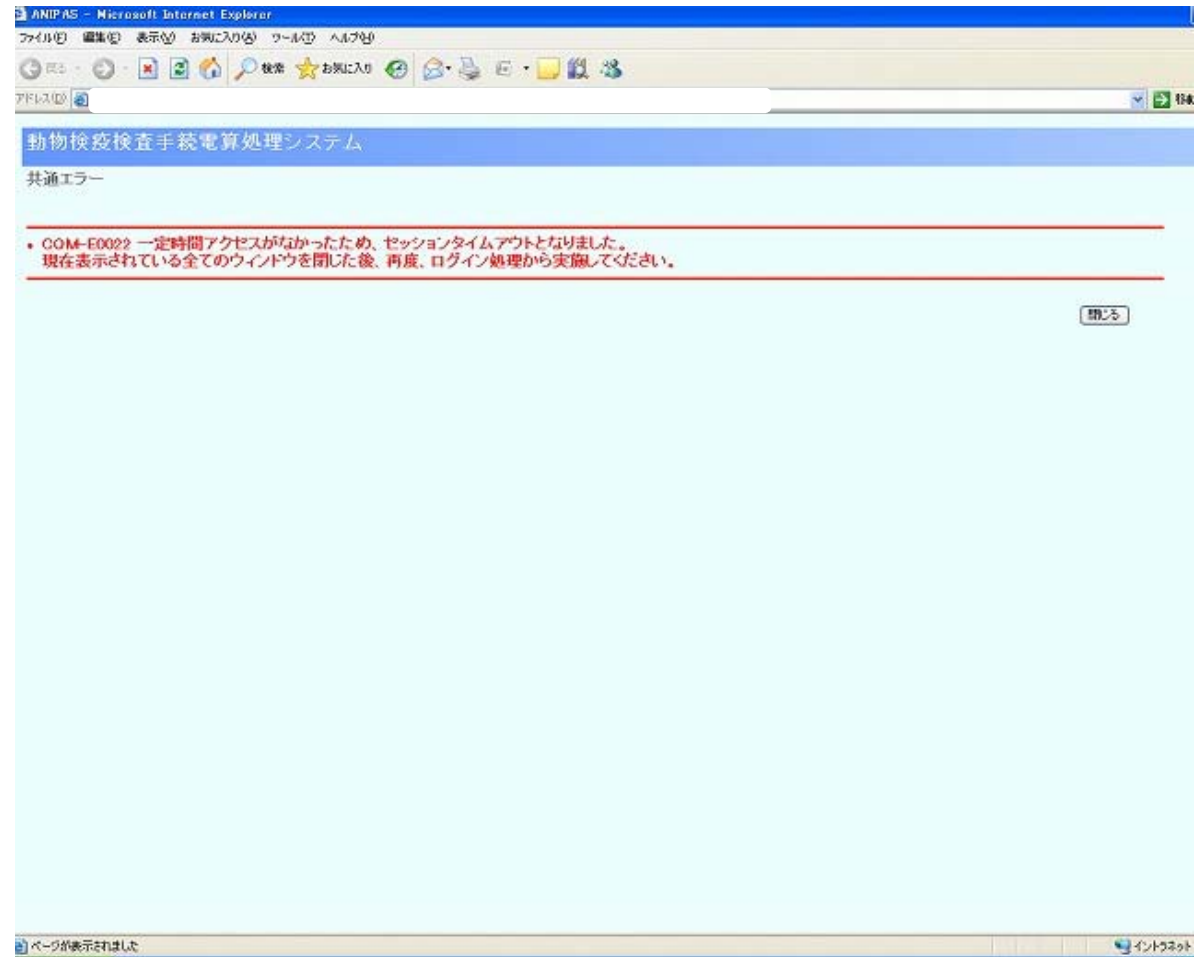 ANIPAS - Microsoft Internet Explorer
ファイル(F) 編集(E) 表示(V) お気に入り(A) ツール(T) ヘルプ(H)
戻る 検索 お気に入り
アドレス(D) 移動
動物検疫検査手続電算処理システム
共通エラー
• COM-E0022 一定時間アクセスがなかったため、セッションタイムアウトとなりました。
現在表示されている全てのウィンドウを閉じた後、再度、ログイン処理から実施してください。
閉じる
ページが表示されました イントラネット